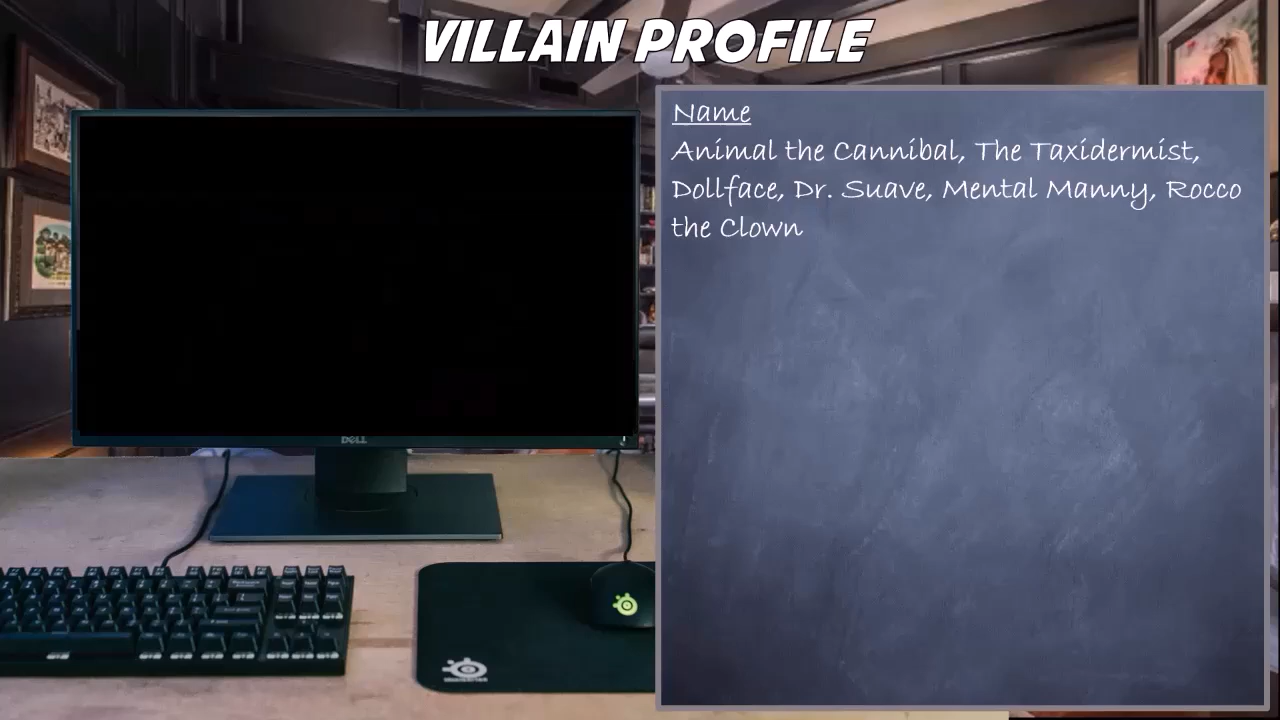 VILLAIN PROFILE
Name
Animal the Cannibal, The Taxidermist,
Dollface, Dr. Suave, Mental Manny, Rocco
the Clown
DELL